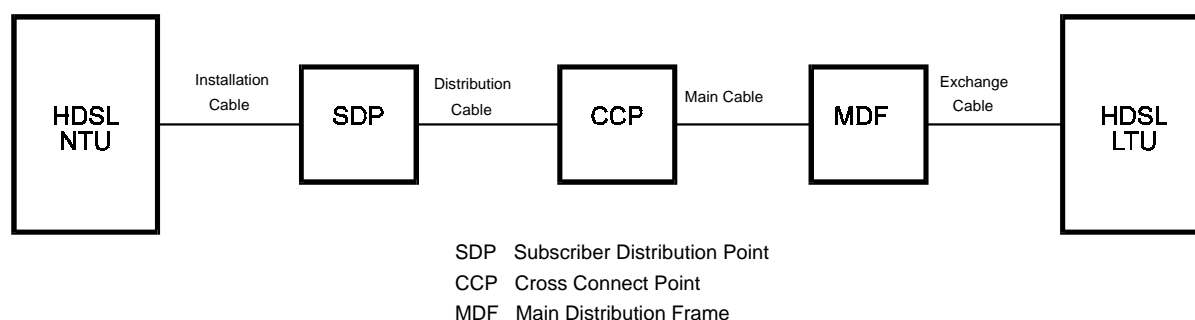 Installation
Cable
Distribution
Cable
Main Cable
Exchange
Cable
HDSL
NTU
SDP
CCP
MDF
HDSL
LTU
SDP Subscriber Distribution Point
CCP Cross Connect Point
MDF Main Distribution Frame